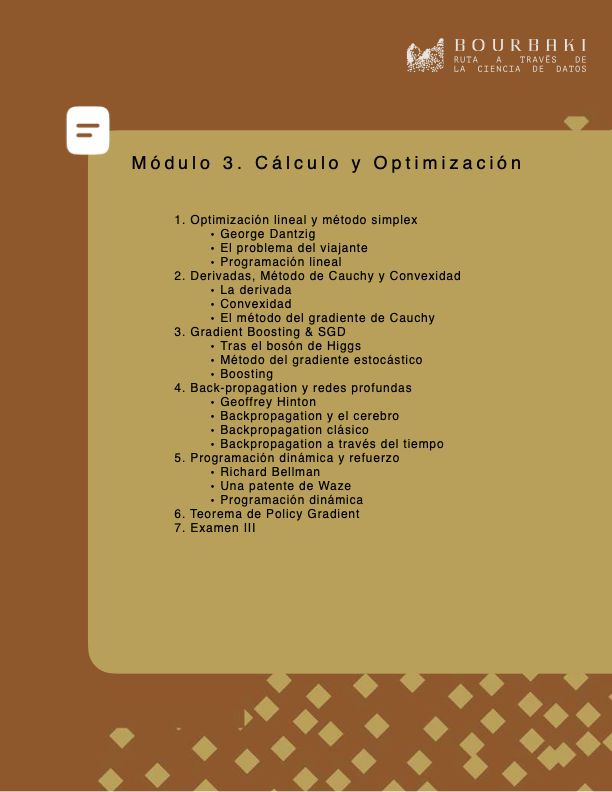 BOURBAKI
RUTA A TRAVÉS DE
LA CIENCIA DE DATOS
Módulo 3. Cálculo y Optimización
1. Optimización lineal y método simplex
• George Dantzig
• El problema del viajante
• Programación lineal
2. Derivadas, Método de Cauchy y Convexidad
• La derivada
• Convexidad
• El método del gradiente de Cauchy
3. Gradient Boosting & SGD
• Tras el bosón de Higgs
• Método del gradiente estocástico
• Boosting
4. Back-propagation y redes profundas
• Geoffrey Hinton
• Backpropagation y el cerebro
• Backpropagation clásico
• Backpropagation a través del tiempo
5. Programación dinámica y refuerzo
• Richard Bellman
• Una patente de Waze
• Programación dinámica
6. Teorema de Policy Gradient
7. Examen III